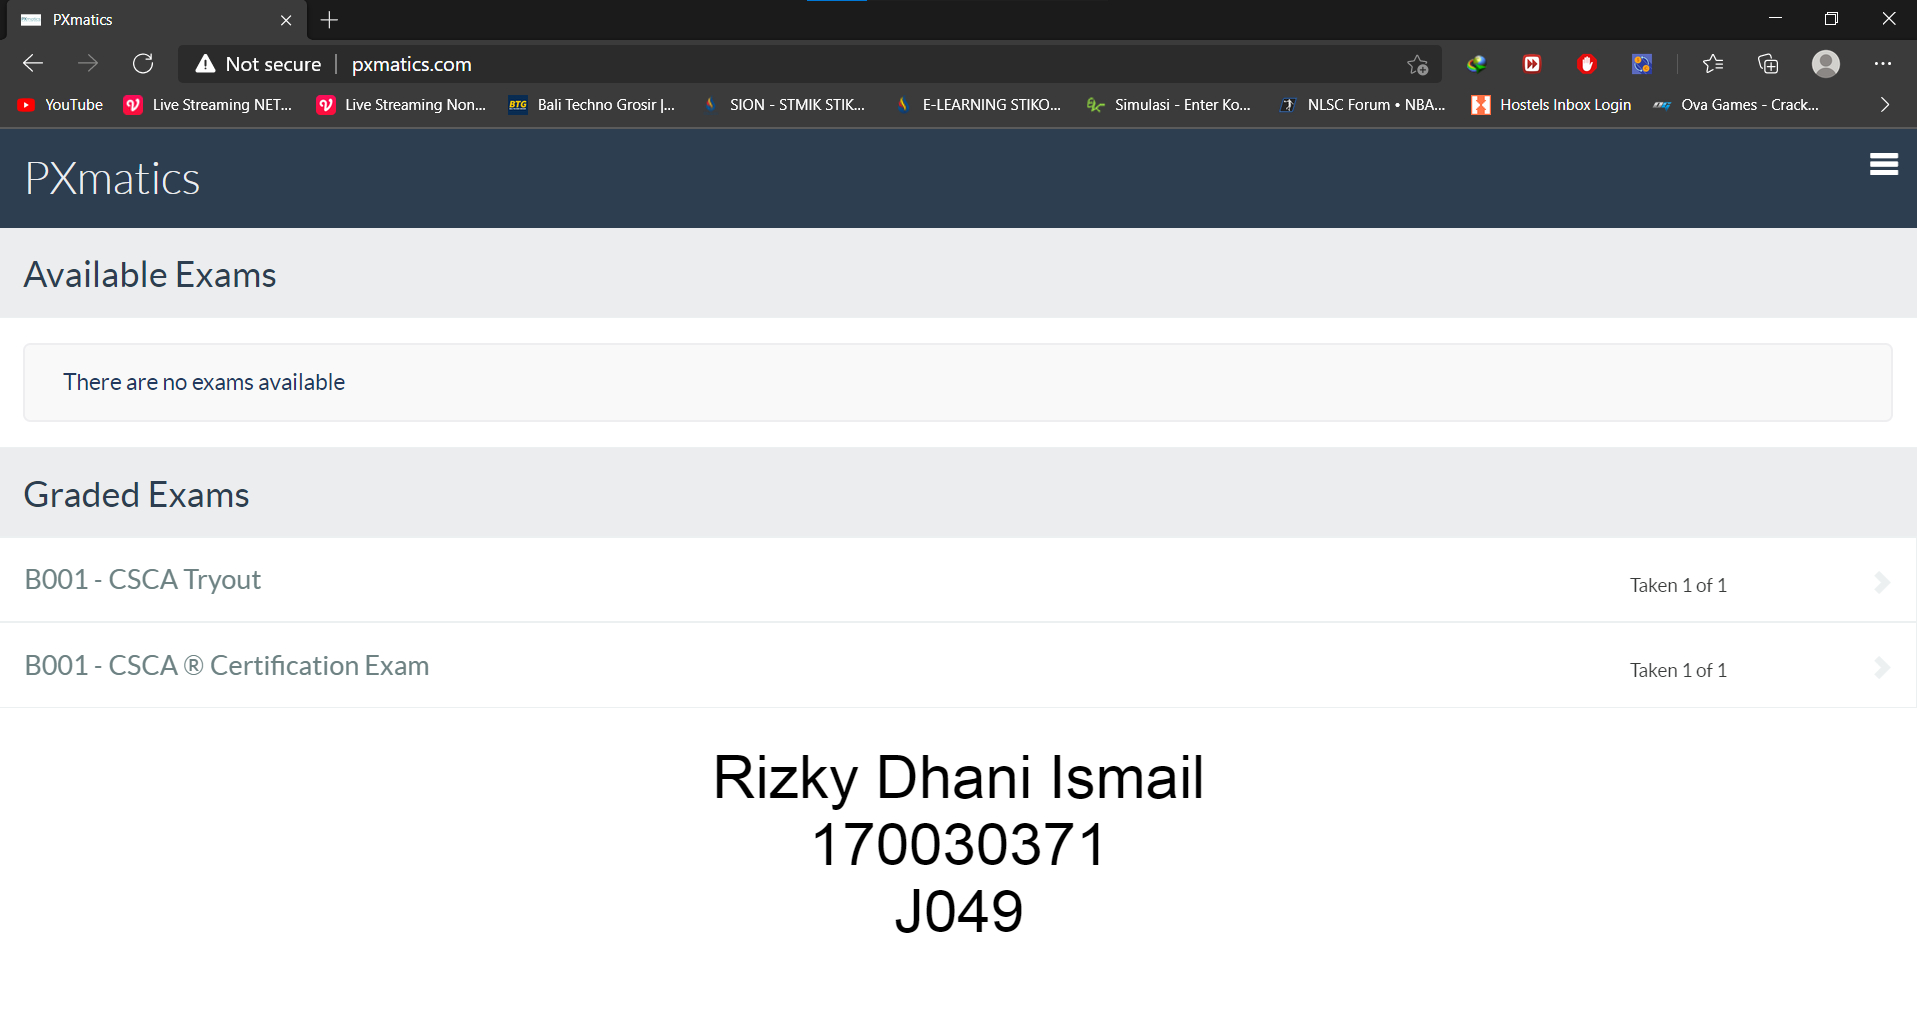 PXmatics
Not secure | pxmatics.com
YouTube Live Streaming NET... Live Streaming Non... BTG Bali Techno Grosir |... SION - STMIK STIK... E-LEARNING STIKO... Simulasi - Enter Ko... NLSC Forum • NBA... Hostels Inbox Login Ova Games - Crack...
PXmatics
Available Exams
There are no exams available
Graded Exams
B001 - CSCA Tryout Taken 1 of 1
B001 - CSCA ® Certification Exam Taken 1 of 1
Rizky Dhani Ismail
170030371
J049